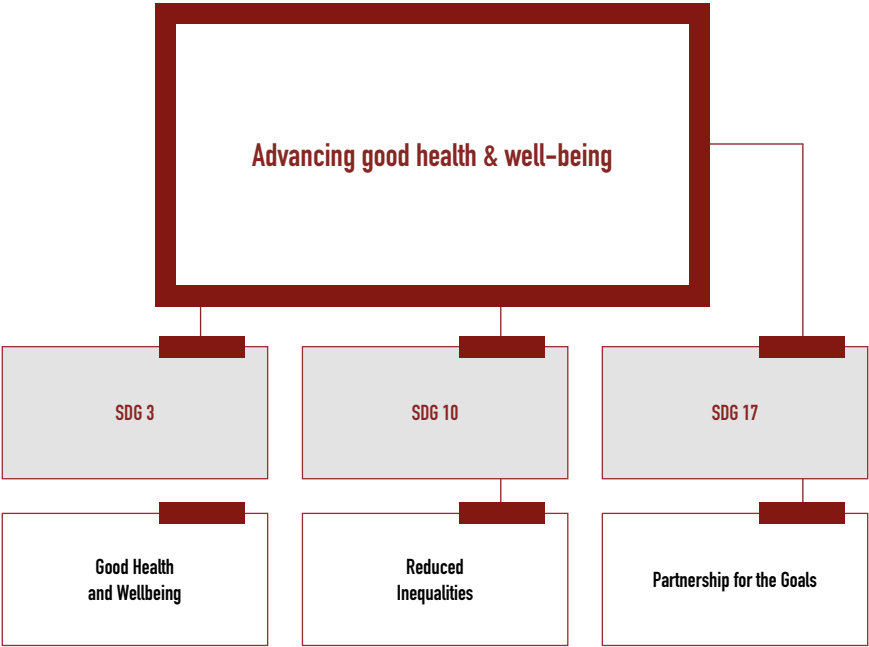 Advancing good health & well-being
SDG 3
SDG 10
SDG 17
Good Health
and Wellbeing
Reduced
Inequalities
Partnership for the Goals